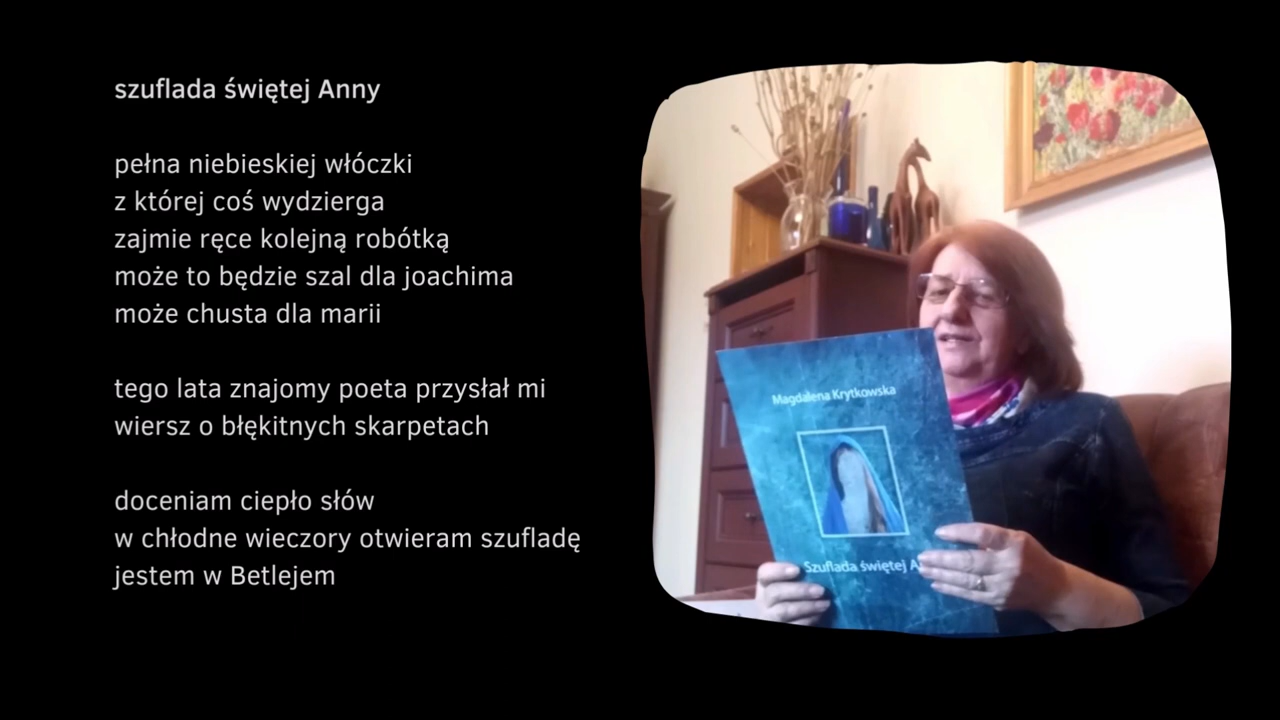 szuflada świętej Anny
pełna niebieskiej włóczki
z której coś wydzierga
zajmie ręce kolejną robótką
może to będzie szal dla joachima
może chusta dla marii
tego lata znajomy poeta przysłał mi
wiersz o błękitnych skarpetach
doceniam ciepło słów
w chłodne wieczory otwieram szufladę
jestem w Betlejem
Magdalena Krytkowska
Szuflada świętej A